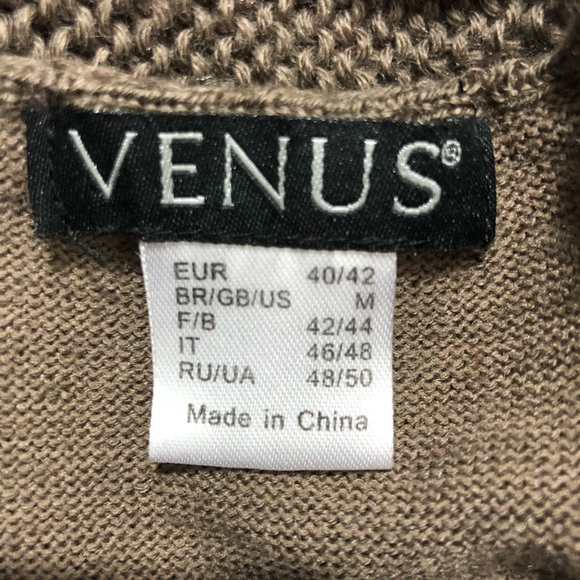 VENUS®
EUR 40/42
BR/GB/US M
F/B 42/44
IT 46/48
RU/UA 48/50
Made in China